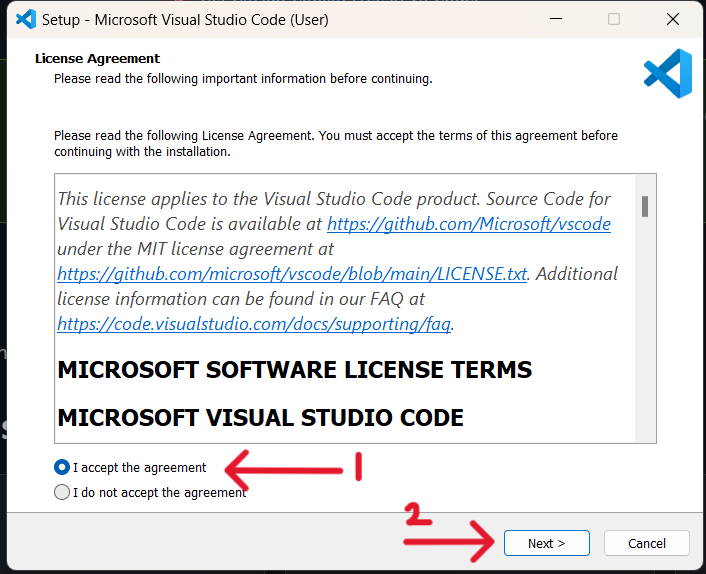 Setup - Microsoft Visual Studio Code (User)
License Agreement
Please read the following important information before continuing.
Please read the following License Agreement. You must accept the terms of this agreement before
continuing with the installation.
This license applies to the Visual Studio Code product. Source Code for
Visual Studio Code is available at https://github.com/Microsoft/vscode
under the MIT license agreement at
https://github.com/microsoft/vscode/blob/main/LICENSE.txt. Additional
license information can be found in our FAQ at
https://code.visualstudio.com/docs/supporting/faq.
MICROSOFT SOFTWARE LICENSE TERMS
MICROSOFT VISUAL STUDIO CODE
I accept the agreement
1
I do not accept the agreement
2
Next >
Cancel